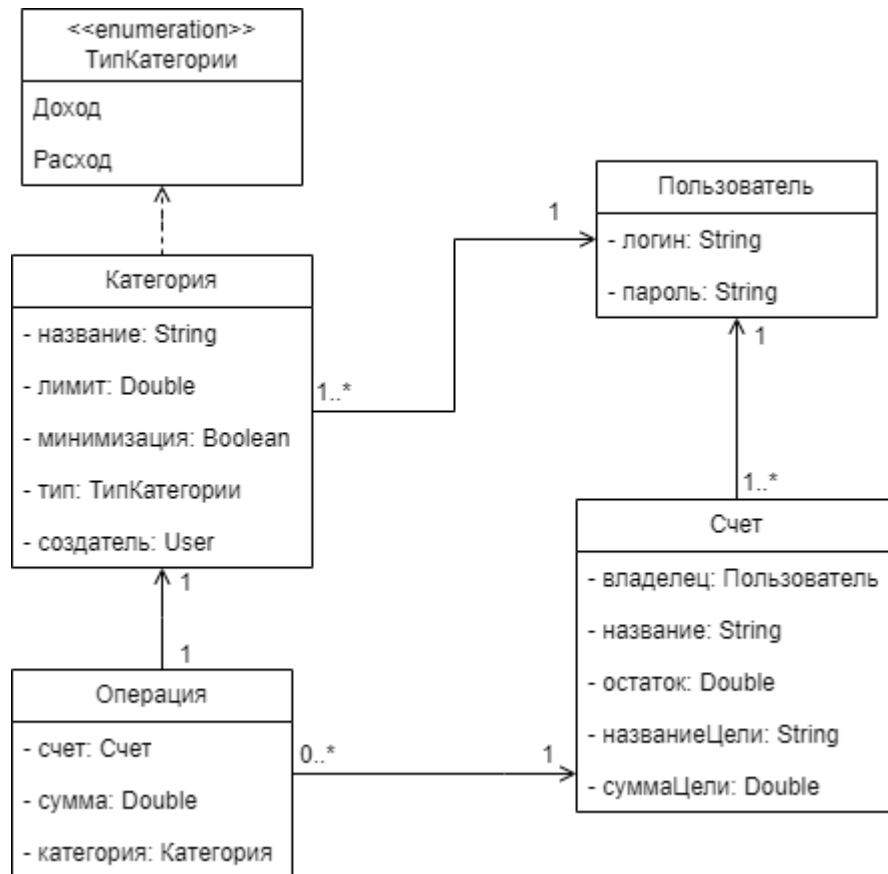 <<enumeration>>
ТипКатегории
Доход
Расход
Пользователь
- логин: String
- пароль: String
1
1
Категория
- название: String
- лимит: Double
- минимизация: Boolean
- тип: ТипКатегории
- создатель: User
1..*
1
1
1..*
Счет
- владелец: Пользователь
- название: String
- остаток: Double
- названиеЦели: String
- суммаЦели: Double
Операция
- счет: Счет
- сумма: Double
- категория: Категория
0..*
1